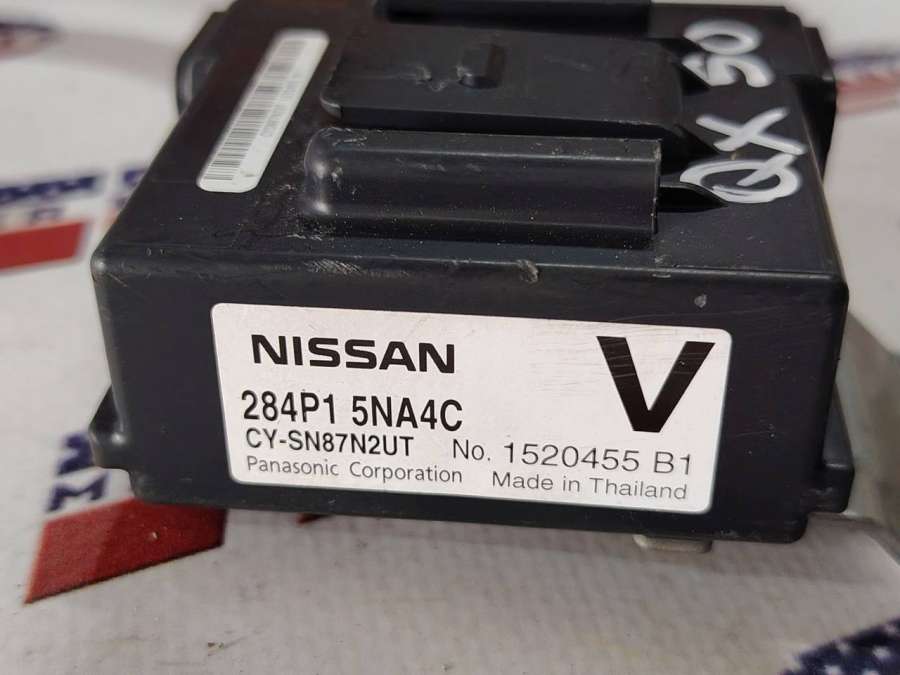 QX 50
NISSAN
V
284P1 5NA4C
CY-SN87N2UT No. 1520455 B1
Panasonic Corporation Made in Thailand